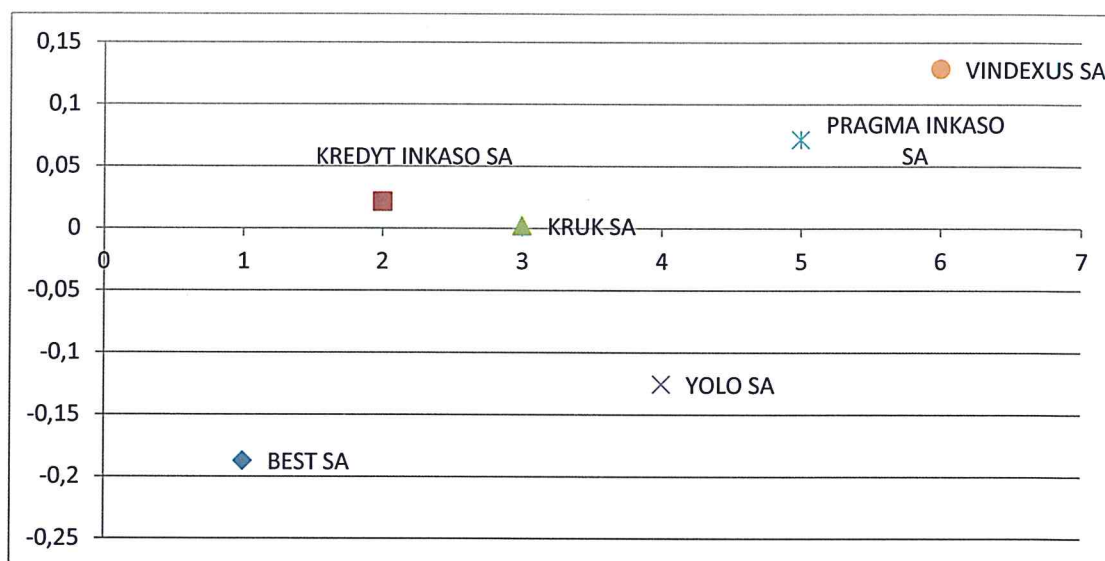 0,15
VINDEXUS SA
0,1
PRAGMA INKASO
SA
0,05
KREDYT INKASO SA
0
KRUK SA
0 1 2 3 4 5 6 7
-0,05
-0,1
YOLO SA
-0,15
BEST SA
-0,2
-0,25